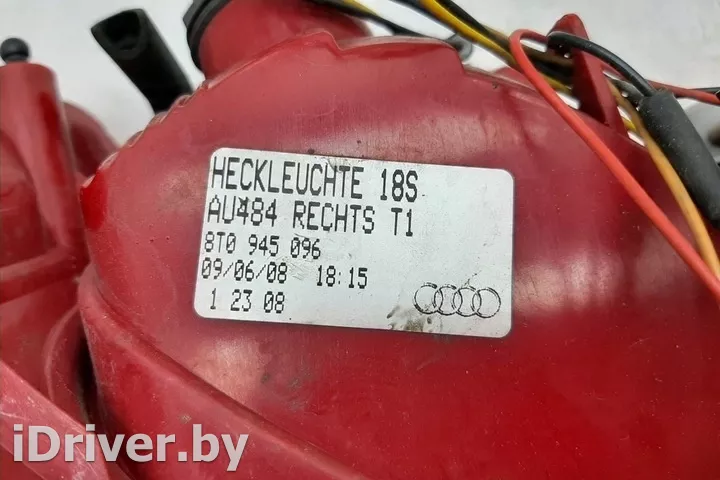 HECKLEUCHTE 18S
AU484 RECHTS T1
8T0 945 096
09/06/08 18:15
1 23 08
iDriver.by